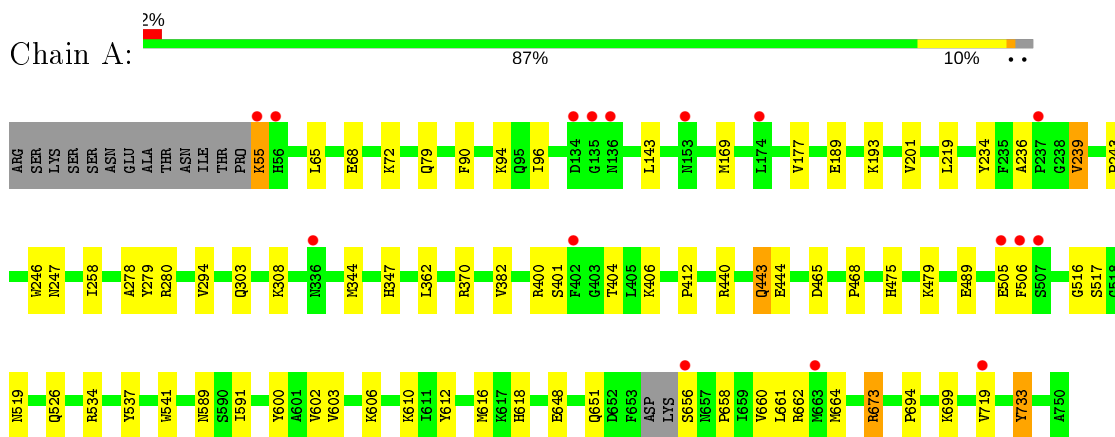 2%
Chain A:
87% 10% • •
ARG SER LYS SER SER ASN GLU ALA THR ASN ILE THR PRO K55 H56 L65 E68 K72 Q79 F90 K94 Q95 I96 D134 G135 N136 L143 N153 M169 L174 V177 E189 K193 V201 L219 Y234 F235 A236 P237 G238 V239
W246 N247 I258 A278 Y279 R280 V294 Q303 K308 N336 M344 H347 L362 R370 V382 R400 S401 F402 G403 T404 L405 K406 P412 R440 Q443 E444 D465 P468 H475 K479 E489 E505 F506 S507 G516 S517 G518
N519 Q526 R534 Y537 W541 N589 S590 I591 Y600 A601 V602 V603 K606 K610 I611 Y612 M616 K617 H618 E648 Q651 D652 F653 ASP LYS S656 N657 P658 I659 V660 L661 R662 M663 M664 R673 P694 K699 V719 Y733 A750